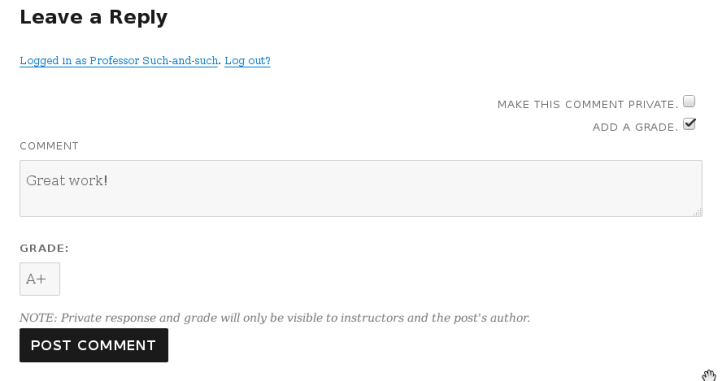 Leave a Reply
Logged in as Professor Such-and-such. Log out?
MAKE THIS COMMENT PRIVATE.
ADD A GRADE.
COMMENT
Great work!
GRADE:
A+
NOTE: Private response and grade will only be visible to instructors and the post's author.
POST COMMENT